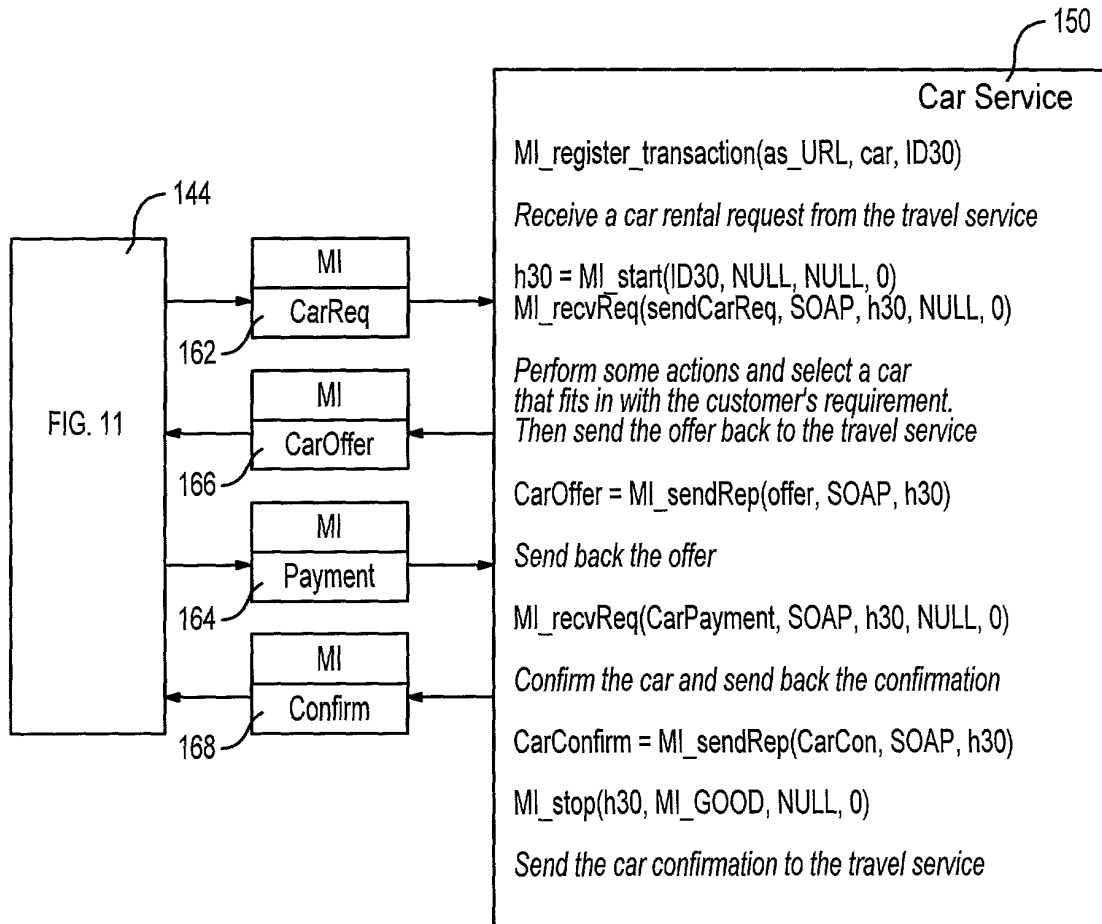 150
Car Service
MI_register_transaction(as_URL, car, ID30)
Receive a car rental request from the travel service
h30 = MI_start(ID30, NULL, NULL, 0)
MI_recvReq(sendCarReq, SOAP, h30, NULL, 0)
Perform some actions and select a car
that fits in with the customer's requirement.
Then send the offer back to the travel service
CarOffer = MI_sendRep(offer, SOAP, h30)
Send back the offer
MI_recvReq(CarPayment, SOAP, h30, NULL, 0)
Confirm the car and send back the confirmation
CarConfirm = MI_sendRep(CarCon, SOAP, h30)
MI_stop(h30, MI_GOOD, NULL, 0)
Send the car confirmation to the travel service
144
FIG. 11
MI
CarReq
162
MI
CarOffer
166
MI
Payment
164
MI
Confirm
168